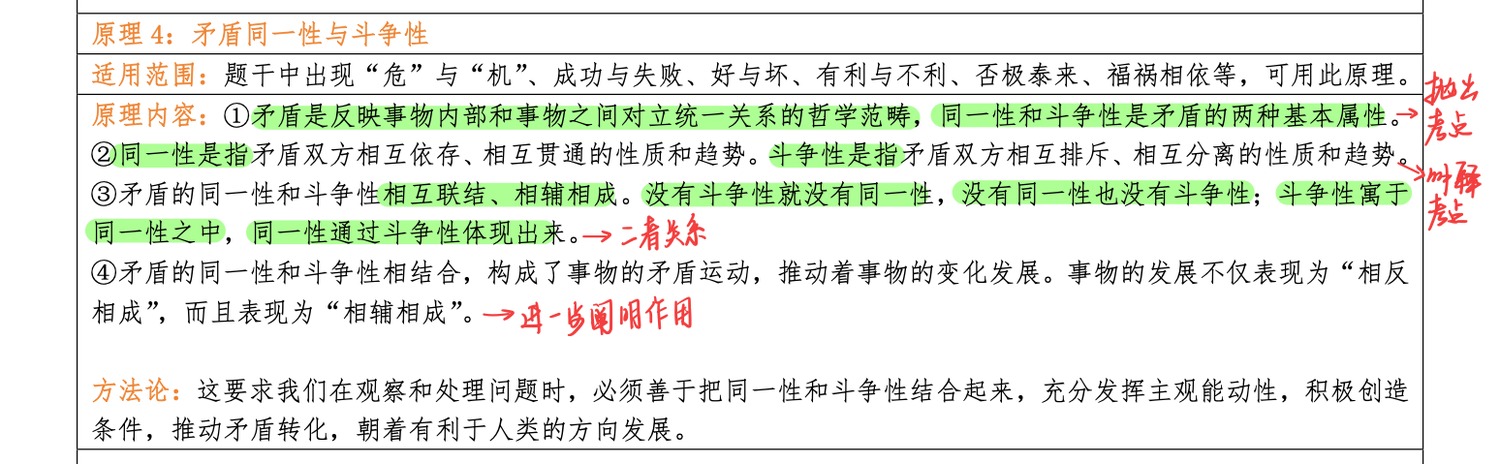 原理 4：矛盾同一性与斗争性
适用范围：题干中出现“危”与“机”、成功与失败、好与坏、有利与不利、否极泰来、福祸相依等，可用此原理。
原理内容：①矛盾是反映事物内部和事物之间对立统一关系的哲学范畴，同一性和斗争性是矛盾的两种基本属性。
→抛出
考点
②同一性是指矛盾双方相互依存、相互贯通的性质和趋势。斗争性是指矛盾双方相互排斥、相互分离的性质和趋势。
→解释
考点
③矛盾的同一性和斗争性相互联结、相辅相成。没有斗争性就没有同一性，没有同一性也没有斗争性；斗争性寓于
同一性之中，同一性通过斗争性体现出来。→二者关系
④矛盾的同一性和斗争性相结合，构成了事物的矛盾运动，推动着事物的变化发展。事物的发展不仅表现为“相反
相成”，而且表现为“相辅相成”。→进一步阐明作用
方法论：这要求我们在观察和处理问题时，必须善于把同一性和斗争性结合起来，充分发挥主观能动性，积极创造
条件，推动矛盾转化，朝着有利于人类的方向发展。